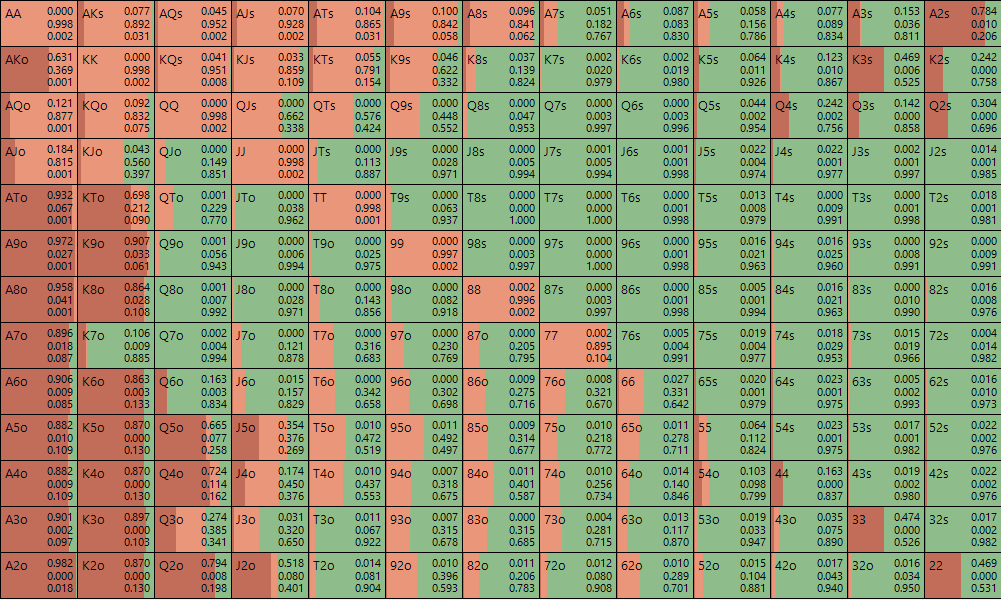 AA 0.000 AKs 0.077 AQs 0.045 AJs 0.070 ATs 0.104 A9s 0.100 A8s 0.096 A7s 0.051 A6s 0.087 A5s 0.058 A4s 0.077 A3s 0.153 A2s 0.784
0.998 0.892 0.952 0.928 0.865 0.842 0.841 0.182 0.083 0.156 0.089 0.036 0.010
0.002 0.031 0.002 0.002 0.031 0.058 0.062 0.767 0.830 0.786 0.834 0.811 0.206
AKo 0.631 KK 0.000 KQs 0.041 KJs 0.033 KTs 0.055 K9s 0.046 K8s 0.037 K7s 0.002 K6s 0.002 K5s 0.064 K4s 0.123 K3s 0.469 K2s 0.242
0.369 0.998 0.951 0.859 0.791 0.622 0.139 0.020 0.019 0.011 0.010 0.006 0.000
0.001 0.002 0.008 0.109 0.154 0.332 0.824 0.979 0.980 0.926 0.867 0.525 0.758
AQo 0.121 KQo 0.092 QQ 0.000 QJs 0.000 QTs 0.000 Q9s 0.000 Q8s 0.000 Q7s 0.000 Q6s 0.000 Q5s 0.044 Q4s 0.242 Q3s 0.142 Q2s 0.304
0.877 0.832 0.998 0.662 0.576 0.448 0.047 0.003 0.003 0.002 0.002 0.000 0.000
0.001 0.075 0.002 0.338 0.424 0.552 0.953 0.997 0.996 0.954 0.756 0.858 0.696
AJo 0.184 KJo 0.043 QJo 0.000 JJ 0.000 JTs 0.000 J9s 0.000 J8s 0.000 J7s 0.001 J6s 0.001 J5s 0.022 J4s 0.022 J3s 0.002 J2s 0.014
0.815 0.560 0.149 0.998 0.113 0.028 0.005 0.005 0.001 0.004 0.001 0.001 0.001
0.001 0.397 0.851 0.002 0.887 0.971 0.994 0.994 0.998 0.974 0.977 0.997 0.985
ATo 0.932 KTo 0.698 QTo 0.001 JTo 0.000 TT 0.000 T9s 0.000 T8s 0.000 T7s 0.000 T6s 0.001 T5s 0.013 T4s 0.000 T3s 0.000 T2s 0.018
0.067 0.212 0.229 0.038 0.998 0.063 0.000 0.000 0.001 0.008 0.009 0.001 0.001
0.001 0.090 0.770 0.962 0.001 0.937 1.000 1.000 0.998 0.979 0.991 0.998 0.981
A9o 0.972 K9o 0.907 Q9o 0.001 J9o 0.000 T9o 0.000 99 0.000 98s 0.000 97s 0.000 96s 0.000 95s 0.016 94s 0.016 93s 0.000 92s 0.000
0.027 0.033 0.056 0.006 0.025 0.997 0.003 0.000 0.001 0.021 0.025 0.008 0.009
0.001 0.061 0.943 0.994 0.975 0.002 0.997 1.000 0.998 0.963 0.960 0.991 0.991
A8o 0.958 K8o 0.864 Q8o 0.001 J8o 0.000 T8o 0.000 98o 0.000 88 0.002 87s 0.000 86s 0.001 85s 0.005 84s 0.016 83s 0.000 82s 0.008
0.041 0.028 0.007 0.028 0.143 0.082 0.996 0.003 0.001 0.001 0.021 0.010 0.016
0.001 0.108 0.992 0.971 0.856 0.918 0.002 0.997 0.998 0.994 0.963 0.990 0.976
A7o 0.896 K7o 0.106 Q7o 0.002 J7o 0.000 T7o 0.000 97o 0.000 87o 0.000 77 0.002 76s 0.005 75s 0.019 74s 0.018 73s 0.015 72s 0.004
0.018 0.009 0.004 0.121 0.316 0.230 0.205 0.895 0.004 0.004 0.029 0.019 0.014
0.087 0.885 0.994 0.878 0.683 0.769 0.795 0.104 0.991 0.977 0.953 0.966 0.982
A6o 0.906 K6o 0.863 Q6o 0.163 J6o 0.015 T6o 0.000 96o 0.000 86o 0.009 76o 0.008 66 0.027 65s 0.020 64s 0.023 63s 0.005 62s 0.016
0.009 0.003 0.003 0.157 0.342 0.302 0.275 0.321 0.331 0.001 0.001 0.002 0.010
0.085 0.133 0.834 0.829 0.658 0.698 0.716 0.670 0.642 0.979 0.975 0.993 0.973
A5o 0.882 K5o 0.870 Q5o 0.665 J5o 0.354 T5o 0.010 95o 0.011 85o 0.009 75o 0.010 65o 0.011 55 0.064 54s 0.023 53s 0.017 52s 0.022
0.010 0.000 0.077 0.376 0.472 0.492 0.314 0.218 0.278 0.112 0.001 0.001 0.002
0.109 0.130 0.258 0.269 0.519 0.497 0.677 0.772 0.711 0.824 0.975 0.982 0.976
A4o 0.882 K4o 0.870 Q4o 0.724 J4o 0.174 T4o 0.010 94o 0.007 84o 0.011 74o 0.010 64o 0.014 54o 0.103 44 0.163 43s 0.019 42s 0.022
0.009 0.000 0.114 0.450 0.437 0.318 0.401 0.256 0.140 0.098 0.000 0.002 0.002
0.109 0.130 0.162 0.376 0.553 0.675 0.587 0.734 0.846 0.799 0.837 0.980 0.976
A3o 0.901 K3o 0.897 Q3o 0.274 J3o 0.031 T3o 0.011 93o 0.007 83o 0.000 73o 0.004 63o 0.013 53o 0.019 43o 0.035 33 0.474 32s 0.017
0.002 0.000 0.385 0.320 0.067 0.315 0.315 0.281 0.117 0.033 0.075 0.000 0.002
0.097 0.103 0.341 0.650 0.922 0.678 0.685 0.715 0.870 0.947 0.890 0.526 0.982
A2o 0.982 K2o 0.870 Q2o 0.794 J2o 0.518 T2o 0.014 92o 0.010 82o 0.011 72o 0.012 62o 0.010 52o 0.015 42o 0.017 32o 0.016 22 0.469
0.000 0.000 0.008 0.080 0.081 0.396 0.206 0.080 0.289 0.104 0.043 0.034 0.000
0.018 0.130 0.198 0.401 0.904 0.593 0.783 0.908 0.701 0.881 0.940 0.950 0.531